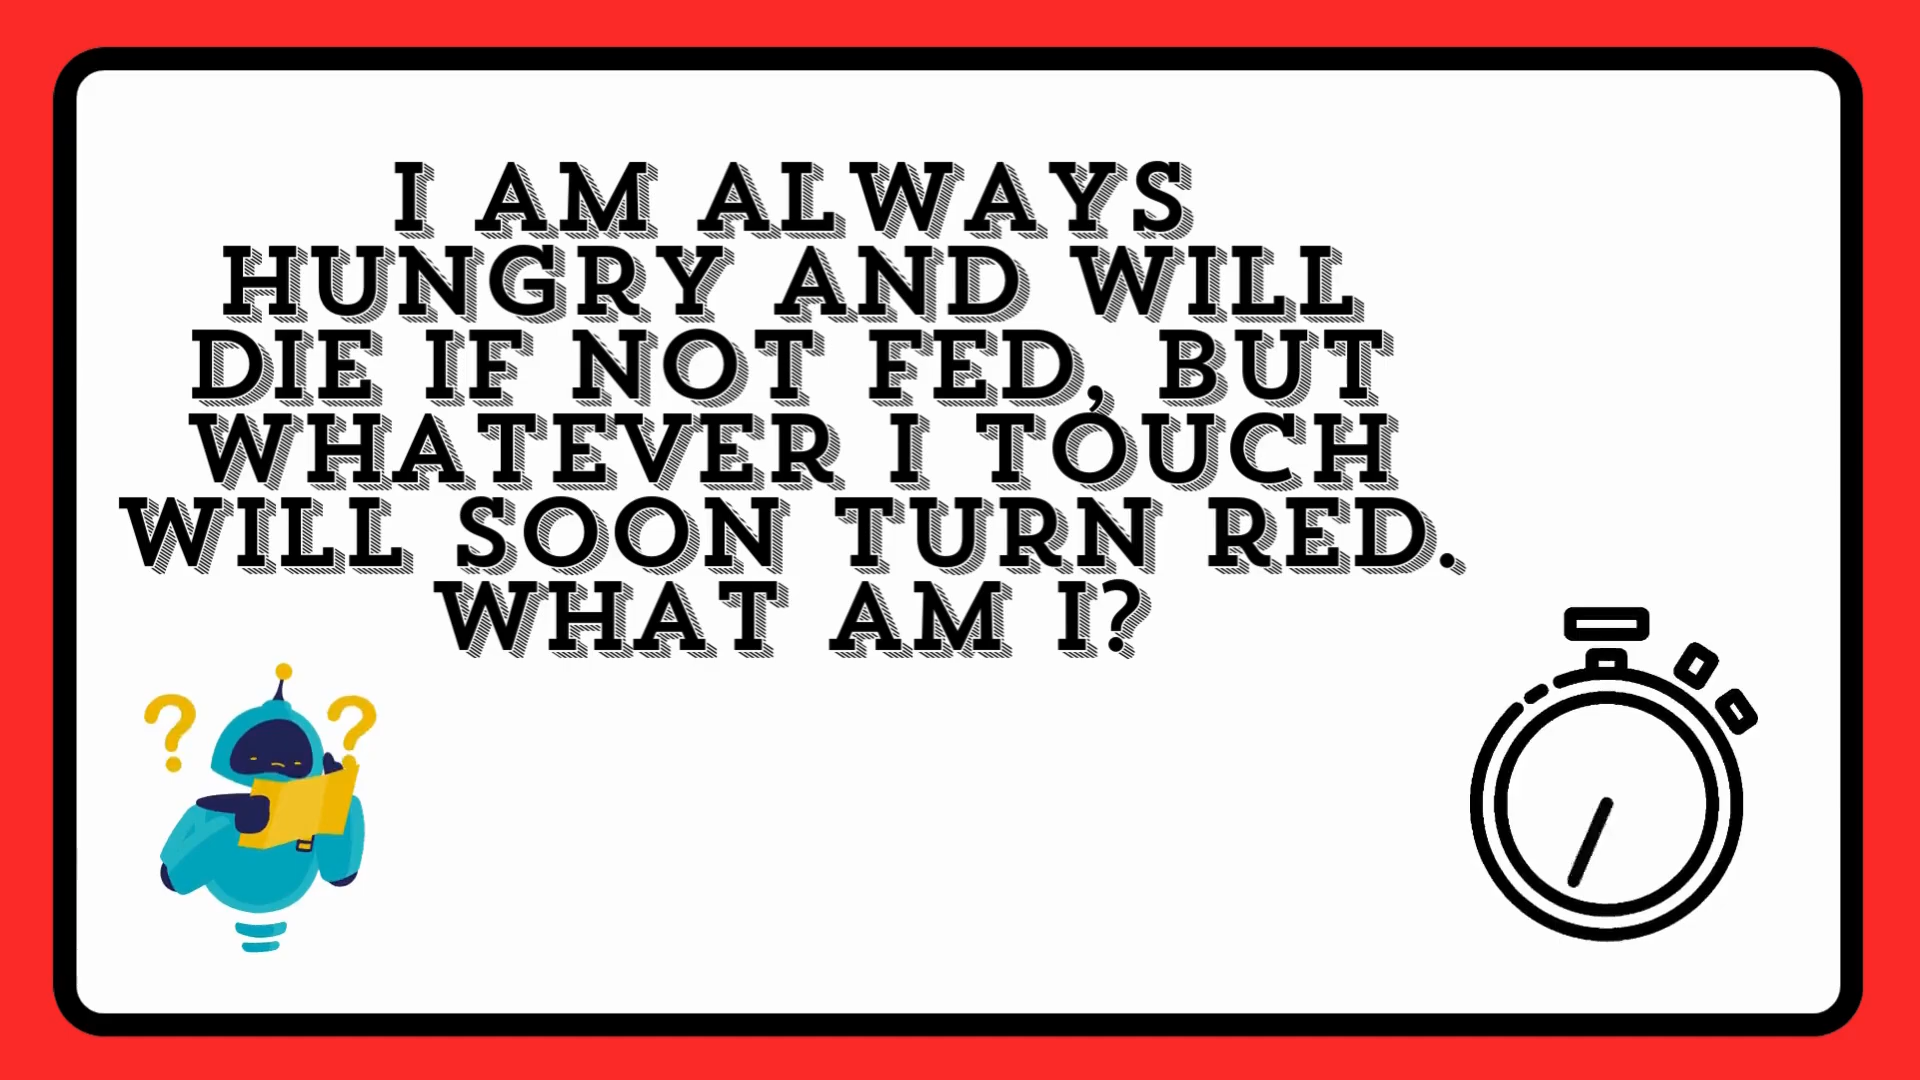 I AM ALWAYS
HUNGRY AND WILL
DIE IF NOT FED, BUT
WHATEVER I TOUCH
WILL SOON TURN RED.
WHAT AM I?
? ?